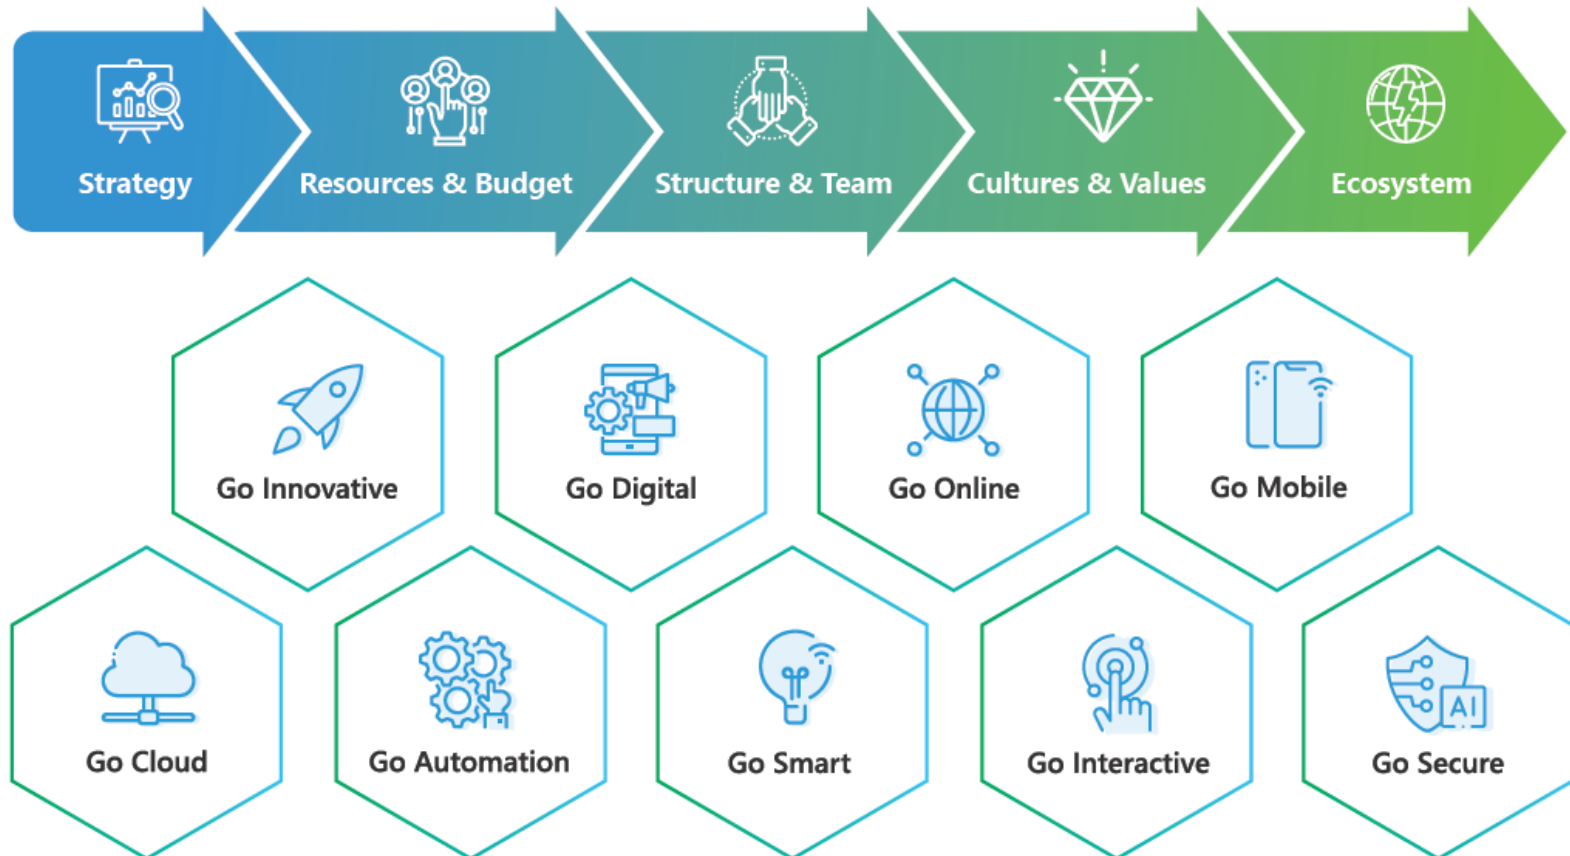 Strategy
Resources & Budget
Structure & Team
Cultures & Values
Ecosystem
Go Innovative
Go Digital
Go Online
Go Mobile
Go Cloud
Go Automation
Go Smart
Go Interactive
AI
Go Secure